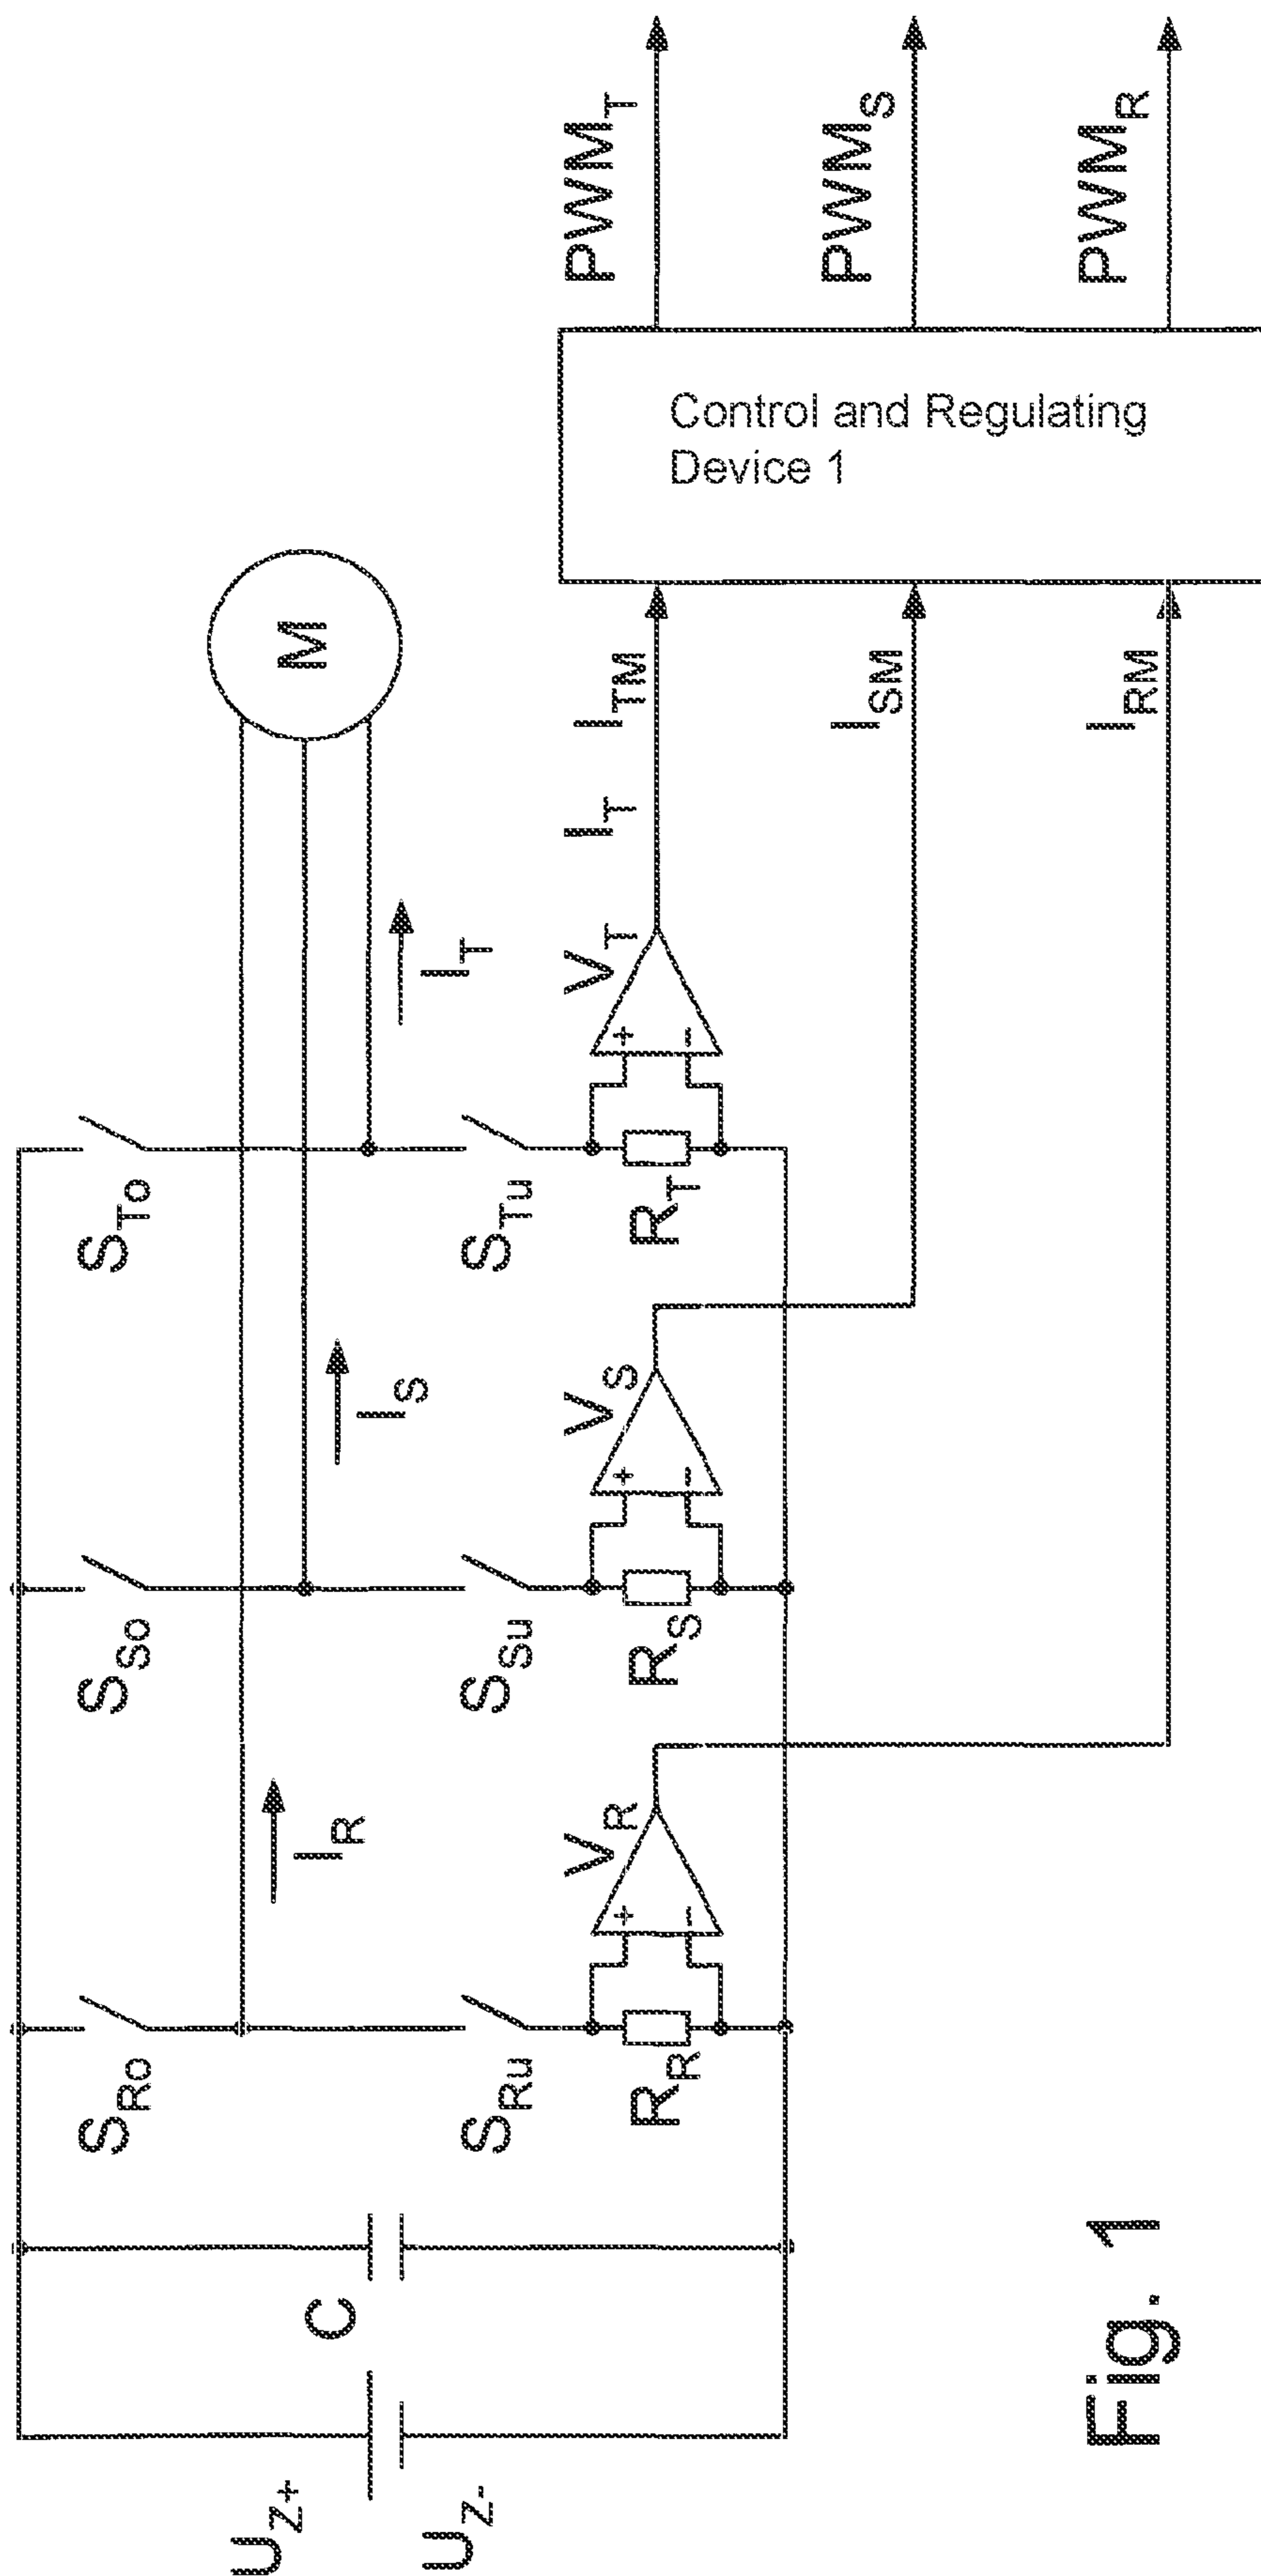 U_Z+
U_Z-
C
S_Ro
S_So
S_To
M
I_R
I_S
I_T
S_Ru
S_Su
S_Tu
R_R
+
-
V_R
R_S
+
-
V_S
R_T
+
-
V_T
I_T
I_TM
I_SM
I_RM
Control and Regulating
Device 1
PWM_T
PWM_S
PWM_R
Fig. 1